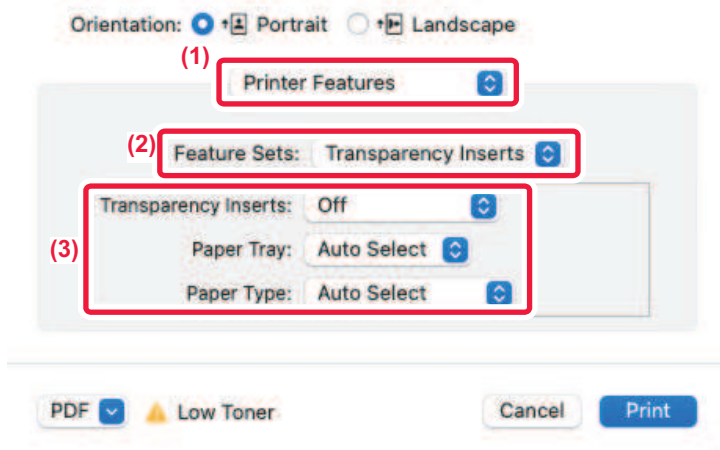 Orientation: Portrait Landscape
(1)
Printer Features
(2)
Feature Sets: Transparency Inserts
(3)
Transparency Inserts: Off
Paper Tray: Auto Select
Paper Type: Auto Select
PDF Low Toner Cancel Print